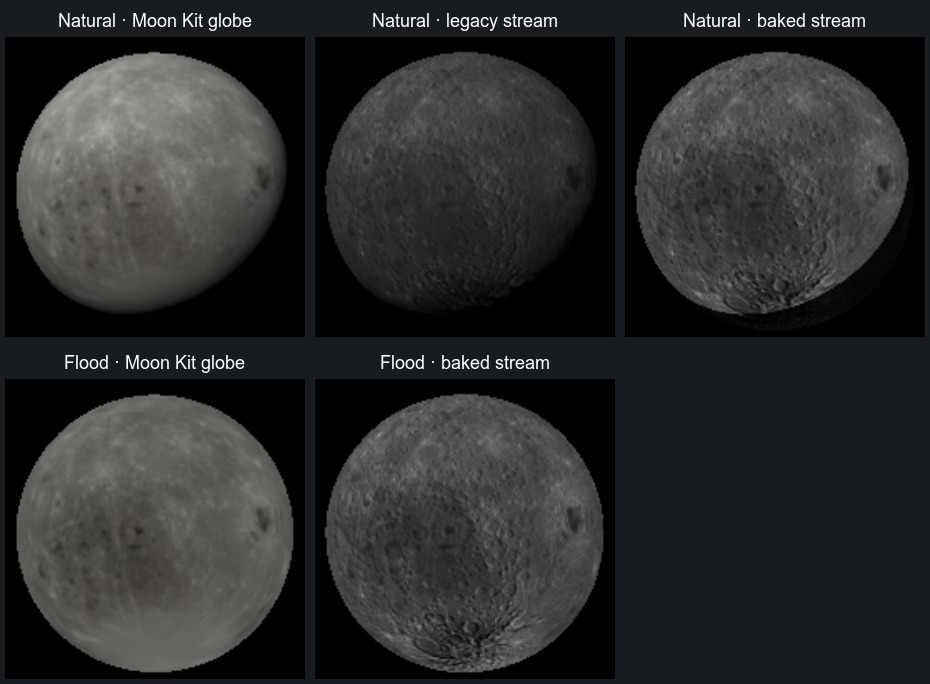 Natural · Moon Kit globe
Natural · legacy stream
Natural · baked stream
Flood · Moon Kit globe
Flood · baked stream